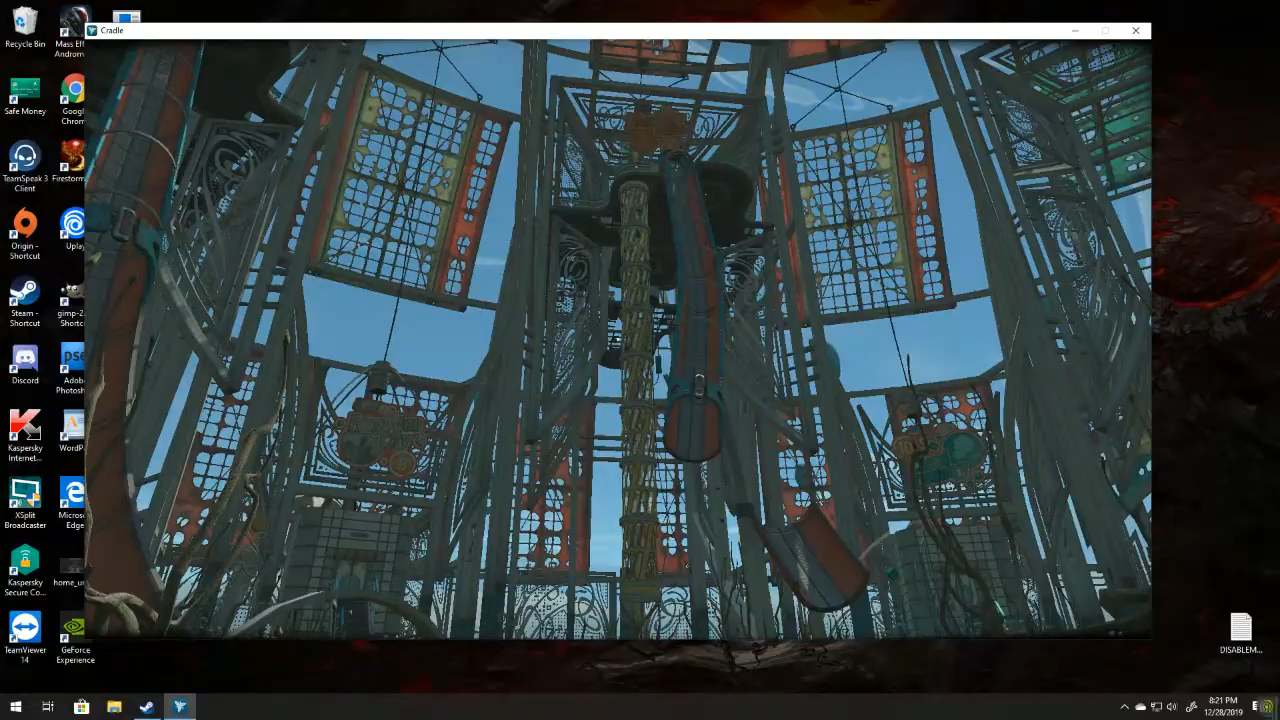 Cradle
Recycle Bin
Mass Ef
Androm
Safe Money
Googl
Chrom
TeamSpeak 3
Client
Firestorm
Origin -
Shortcut
Uplay
Steam -
Shortcut
gimp-2.
Shortc
Discord
Adob
Photosh
Kaspersky
Internet...
WordP
XSplit
Broadcaster
Micros
Edge
Kaspersky
Secure Co...
home_ur
TeamViewer
14
GeForce
Experience
DISABLEM...
8:21 PM
12/28/2019